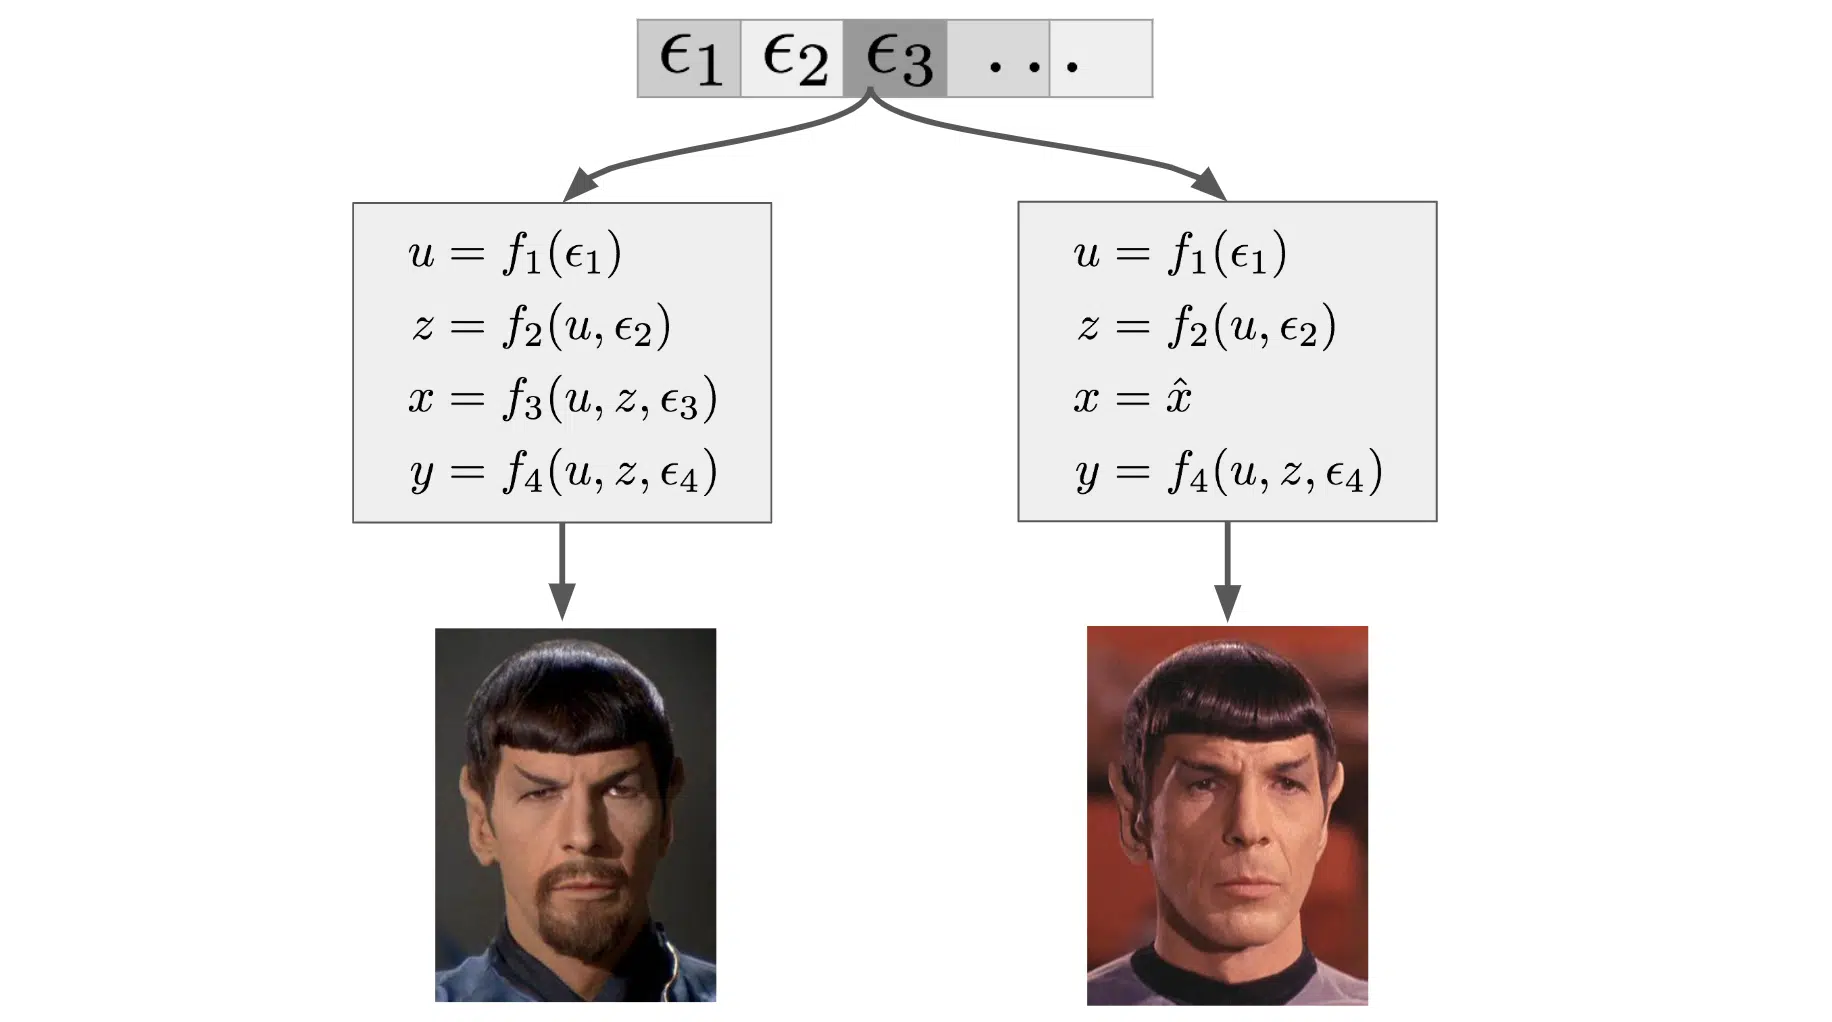 ϵ₁ ϵ₂ ϵ₃ ...
u = f₁(ϵ₁)
z = f₂(u, ϵ₂)
x = f₃(u, z, ϵ₃)
y = f₄(u, z, ϵ₄)
u = f₁(ϵ₁)
z = f₂(u, ϵ₂)
x = x̂
y = f₄(u, z, ϵ₄)